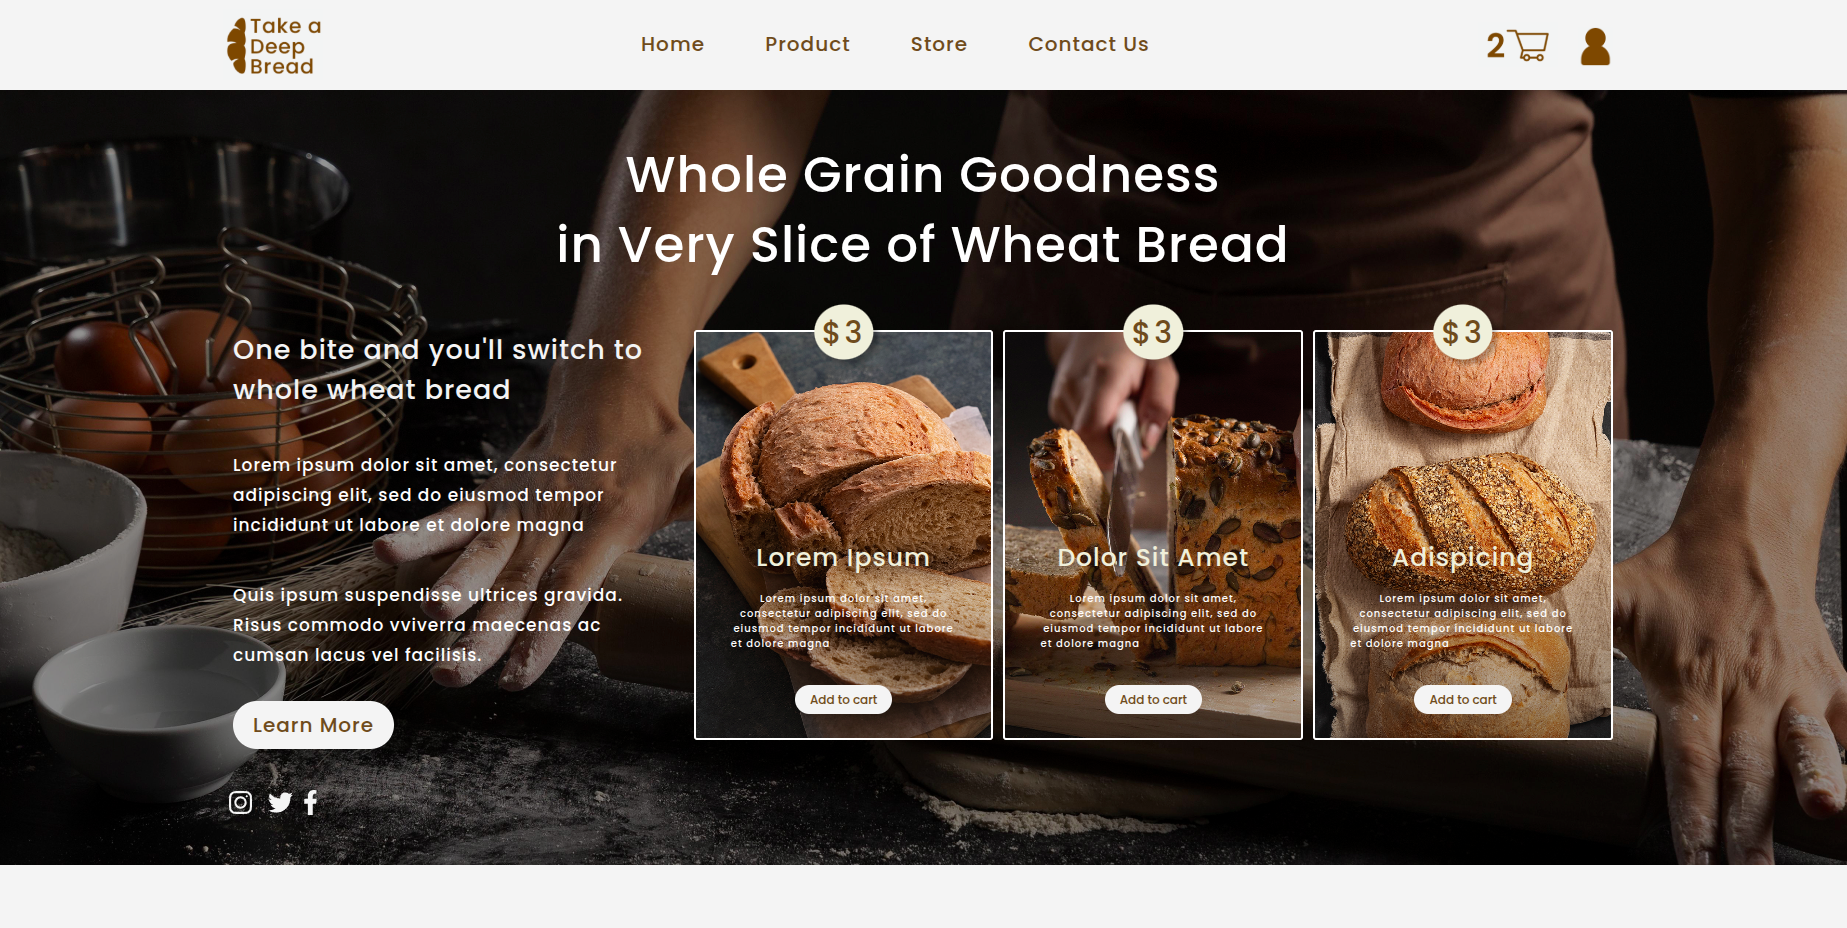 Take a
Deep
Bread
Home
Product
Store
Contact Us
2
Whole Grain Goodness
in Very Slice of Wheat Bread
One bite and you'll switch to
whole wheat bread
Lorem ipsum dolor sit amet, consectetur
adipiscing elit, sed do eiusmod tempor
incididunt ut labore et dolore magna
Quis ipsum suspendisse ultrices gravida.
Risus commodo vviverra maecenas ac
cumsan lacus vel facilisis.
Learn More
$3
Lorem Ipsum
Lorem ipsum dolor sit amet,
consectetur adipiscing elit, sed do
eiusmod tempor incididunt ut labore
et dolore magna
Add to cart
$3
Dolor Sit Amet
Lorem ipsum dolor sit amet,
consectetur adipiscing elit, sed do
eiusmod tempor incididunt ut labore
et dolore magna
Add to cart
$3
Adispicing
Lorem ipsum dolor sit amet,
consectetur adipiscing elit, sed do
eiusmod tempor incididunt ut labore
et dolore magna
Add to cart